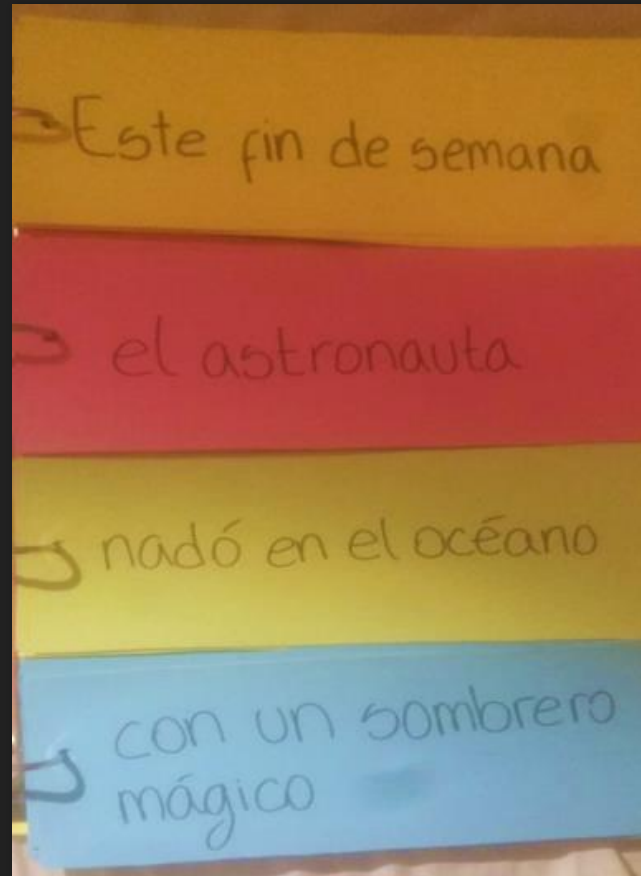 Este fin de semana
el astronauta
nadó en el océano
con un sombrero
mágico